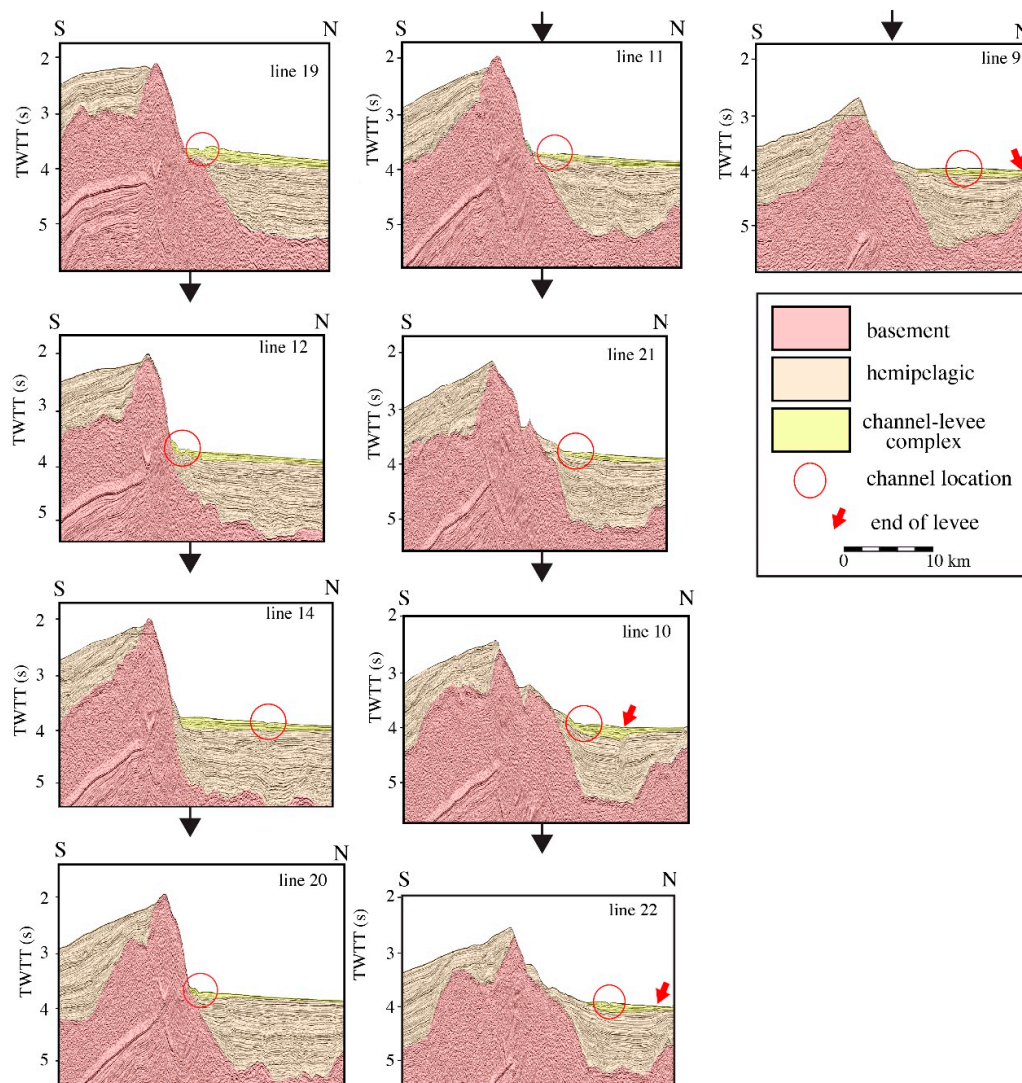 S N
line 19
TWTT (s)
2
3
4
5
S N
line 12
TWTT (s)
2
3
4
5
S N
line 14
TWTT (s)
2
3
4
5
S N
line 20
TWTT (s)
2
3
4
5
S N
line 11
TWTT (s)
2
3
4
5
line 21
TWTT (s)
2
3
4
5
S N
line 10
TWTT (s)
2
3
4
5
S N
line 22
TWTT (s)
2
3
4
5
S N
line 9
TWTT (s)
2
3
4
5
basement
hemipelagic
channel-levee
complex
channel location
end of levee
0 10 km